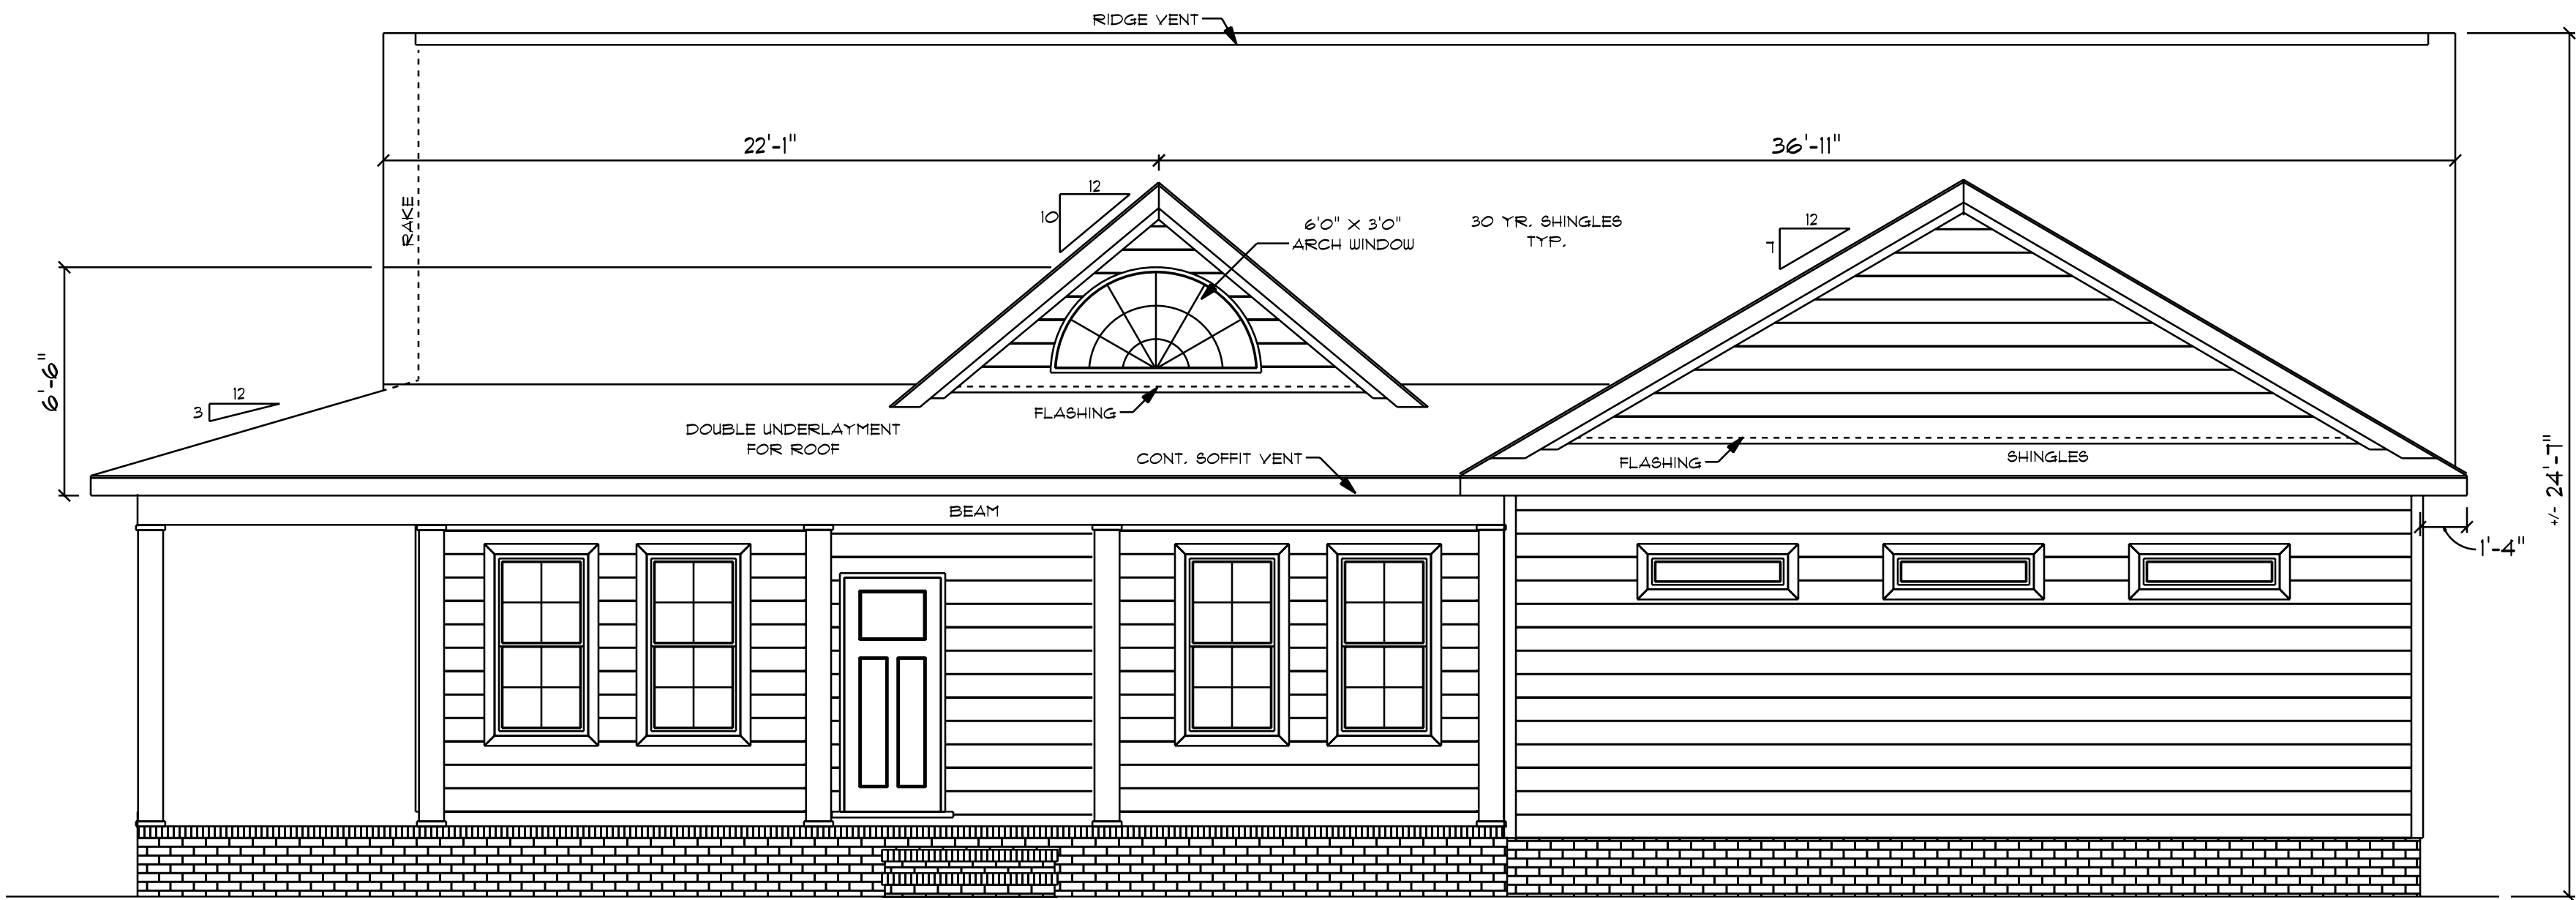 RIDGE VENT
22'-1"
36'-11"
12
10
RAKE
6'0" X 3'0"
ARCH WINDOW
30 YR. SHINGLES
TYP.
12
7
6'-6"
12
3
FLASHING
DOUBLE UNDERLAYMENT
FOR ROOF
CONT. SOFFIT VENT
FLASHING
SHINGLES
+/- 24'-7"
BEAM
1'-4"